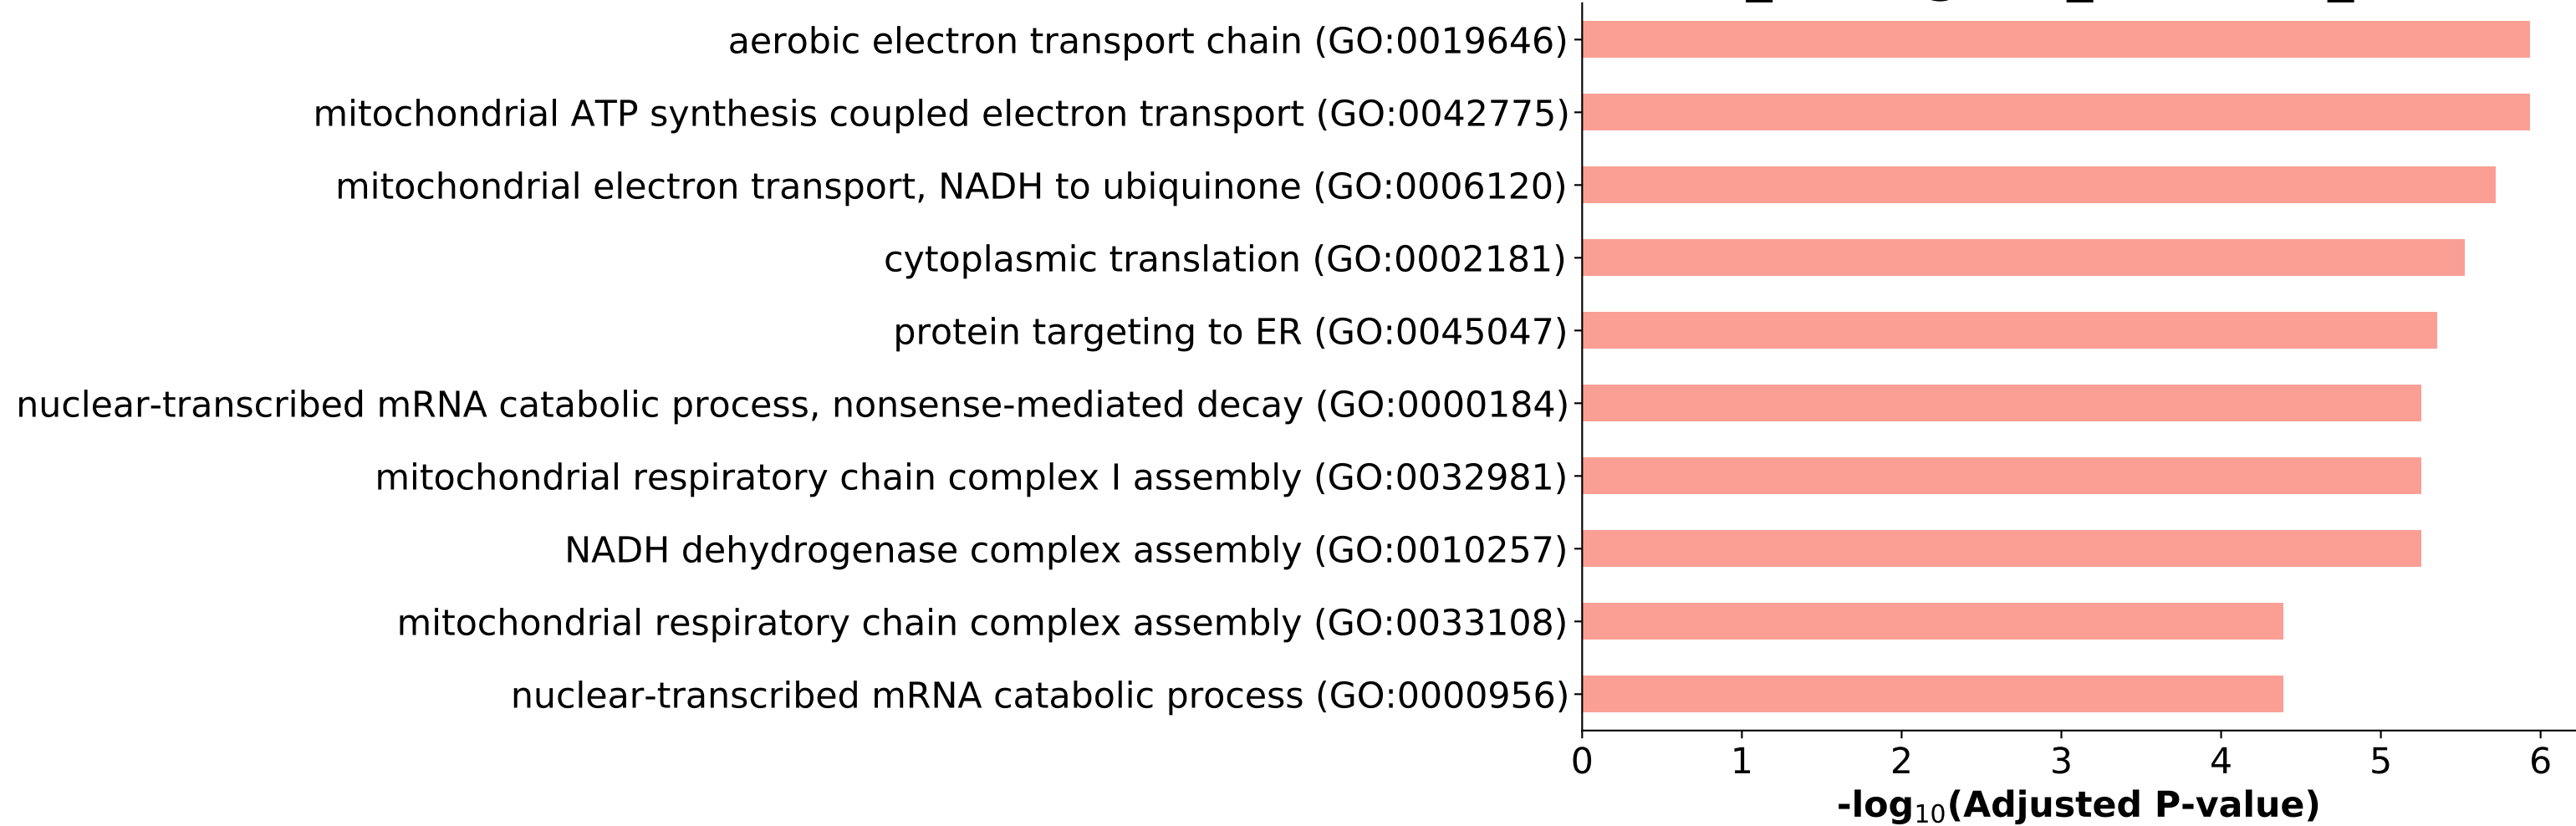 aerobic electron transport chain (GO:0019646)
mitochondrial ATP synthesis coupled electron transport (GO:0042775)
mitochondrial electron transport, NADH to ubiquinone (GO:0006120)
cytoplasmic translation (GO:0002181)
protein targeting to ER (GO:0045047)
nuclear-transcribed mRNA catabolic process, nonsense-mediated decay (GO:0000184)
mitochondrial respiratory chain complex I assembly (GO:0032981)
NADH dehydrogenase complex assembly (GO:0010257)
mitochondrial respiratory chain complex assembly (GO:0033108)
nuclear-transcribed mRNA catabolic process (GO:0000956)
0 1 2 3 4 5 6
-log₁₀(Adjusted P-value)